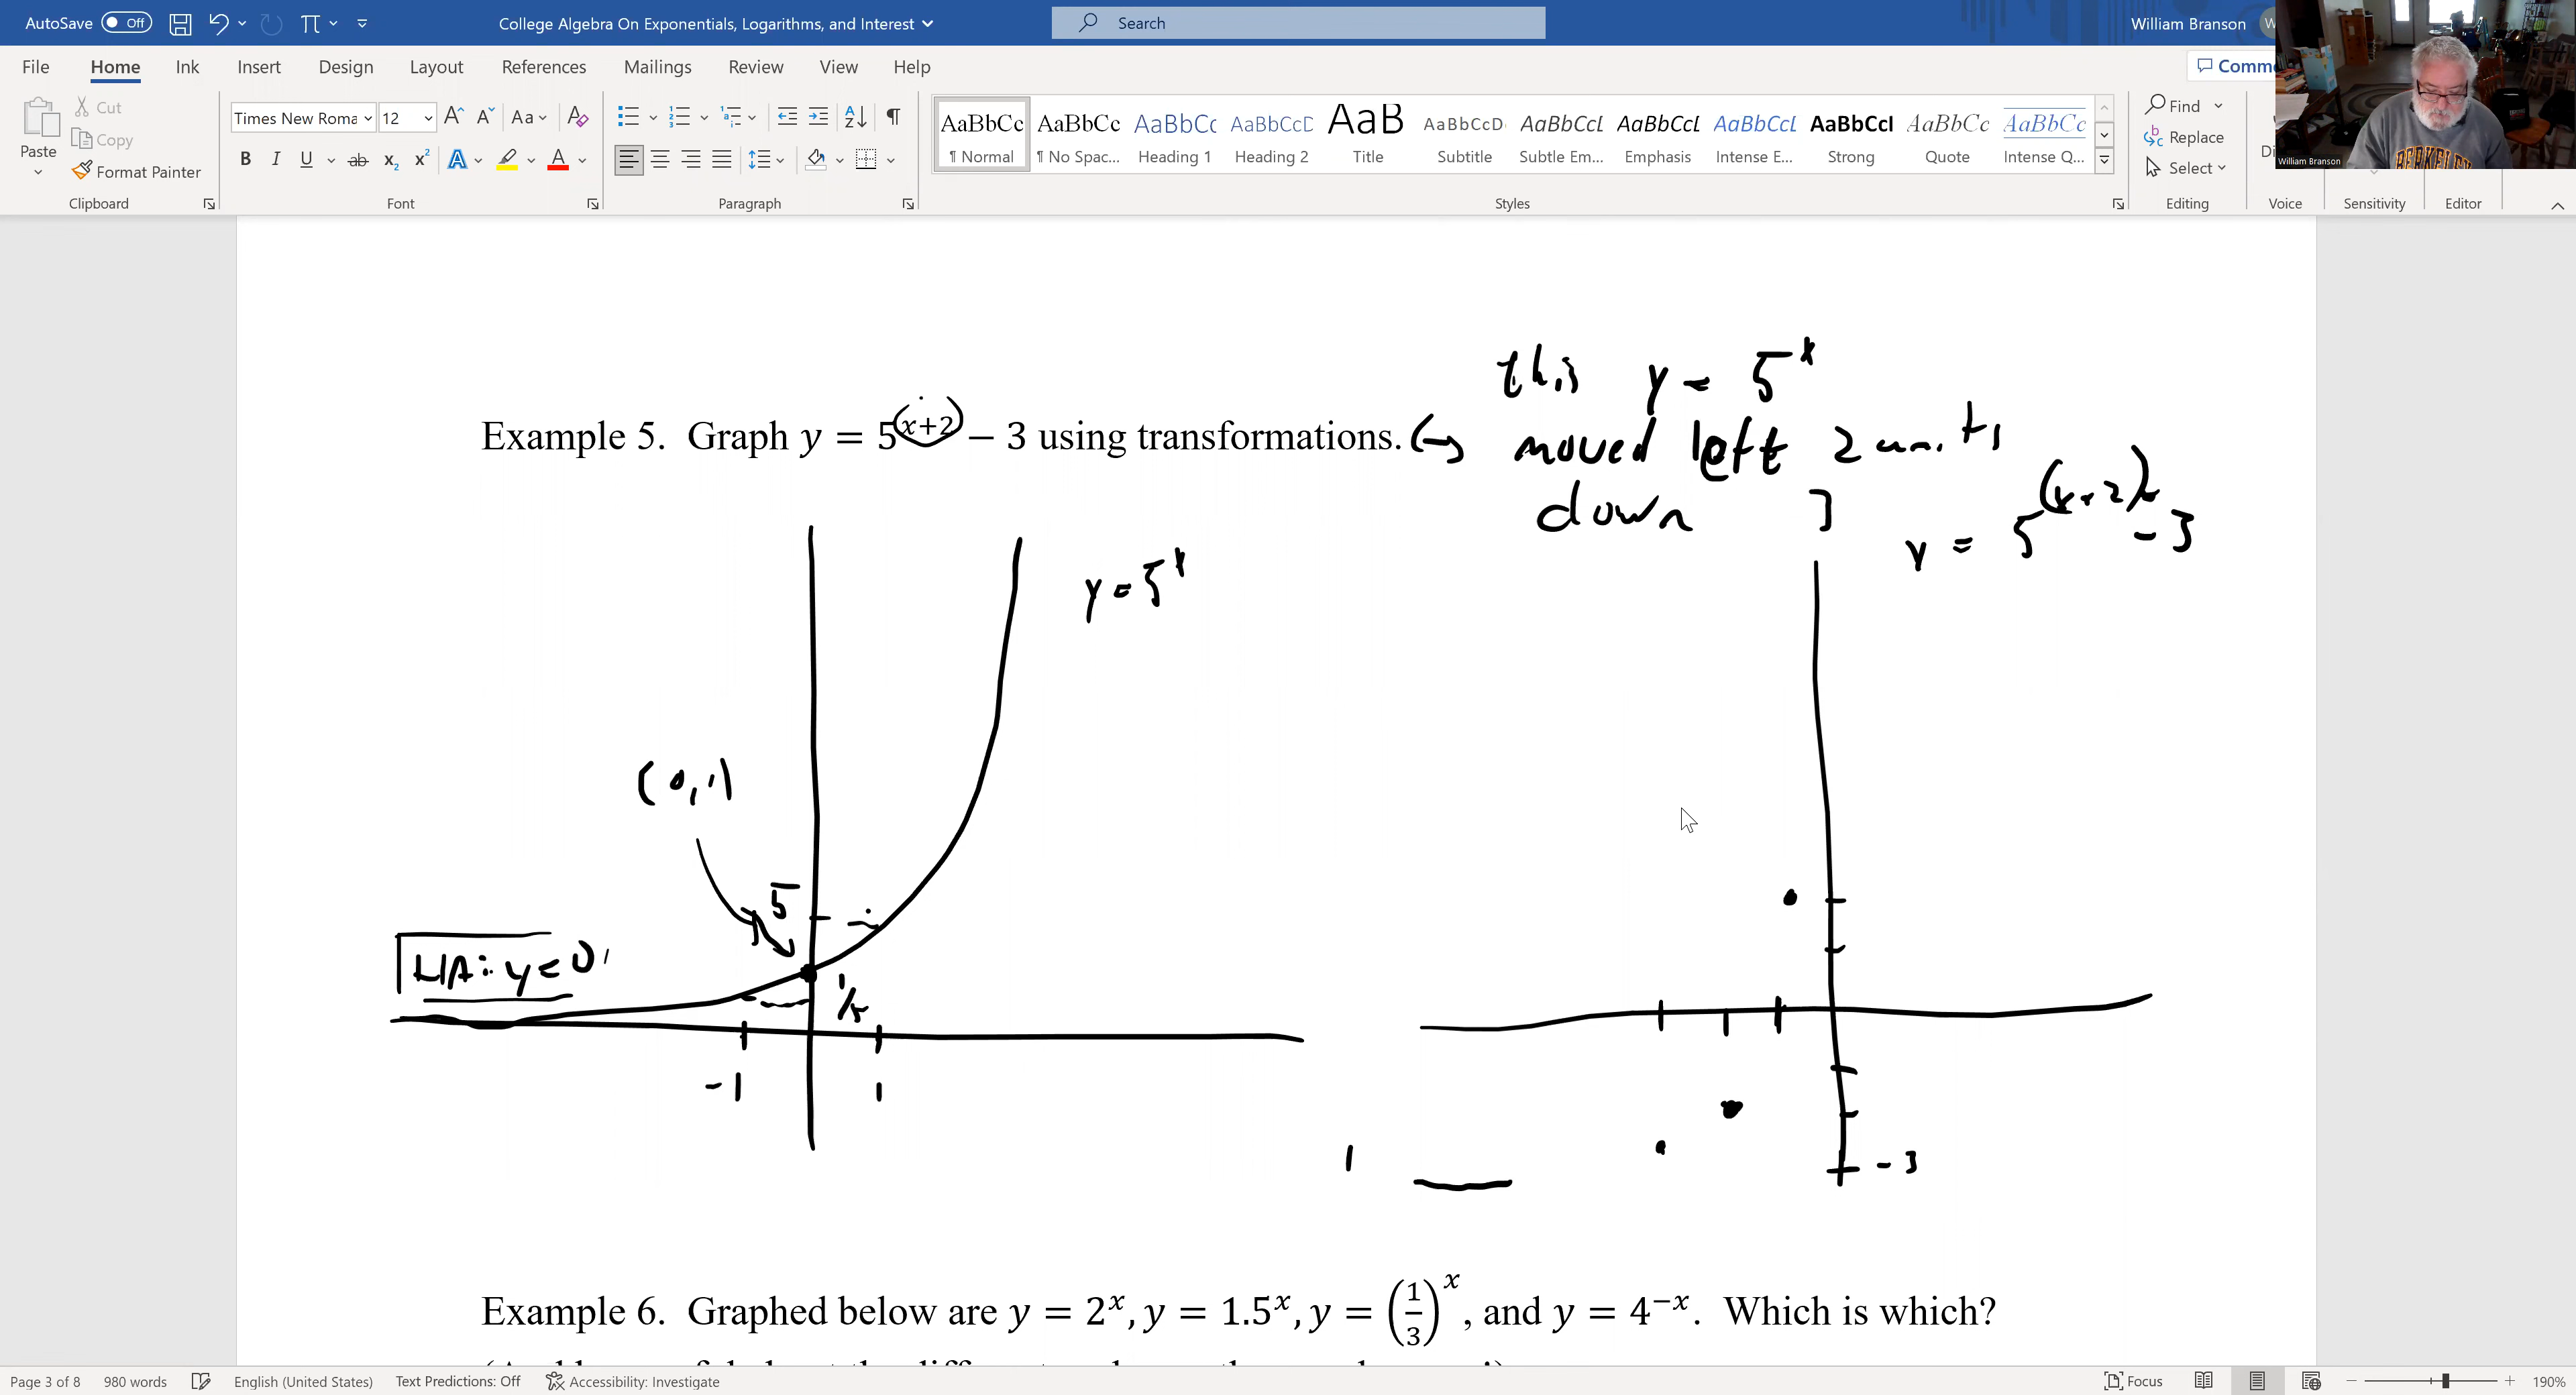 AutoSave Off College Algebra On Exponentials, Logarithms, and Interest Search William Branson W
File Home Ink Insert Design Layout References Mailings Review View Help Comme
Paste
Cut
Copy
Format Painter
Clipboard
Times New Roma 12
Font
Paragraph
AaBbCc AaBbCc AaBbCc AaBbCcD AaB AaBbCcD AaBbCcL AaBbCcL AaBbCcL AaBbCcl AaBbCc AaBbCc
¶ Normal ¶ No Spac... Heading 1 Heading 2 Title Subtitle Subtle Em... Emphasis Intense E... Strong Quote Intense Q...
Styles
Find
Replace
Select
Editing
Di
Voice Sensitivity Editor
William Branson
BERKELEY
this y = 5^x
Example 5. Graph y = 5^(x+2) − 3 using transformations.
moved left 2 units
down 3
y = 5^(x+2) - 3
y = 5^x
(0,1)
5
HA: y = 0
1/5
-1 1
-3
Example 6. Graphed below are y = 2^x, y = 1.5^x, y = (1/3)^x, and y = 4^−x. Which is which?
Page 3 of 8 980 words English (United States) Text Predictions: Off Accessibility: Investigate Focus 190%